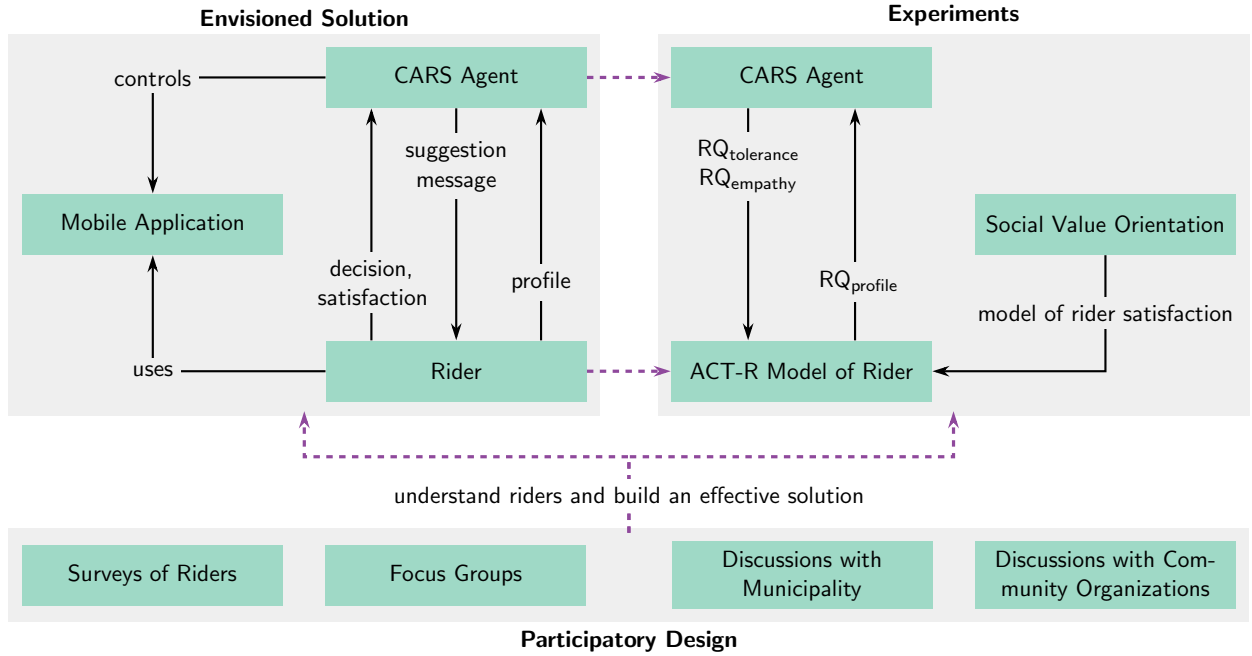 Envisioned Solution
Experiments
controls
CARS Agent
CARS Agent
suggestion
message
RQtolerance
RQempathy
Mobile Application
Social Value Orientation
decision,
satisfaction
profile
RQprofile
model of rider satisfaction
uses
Rider
ACT-R Model of Rider
understand riders and build an effective solution
Surveys of Riders
Focus Groups
Discussions with
Municipality
Discussions with Com-
munity Organizations
Participatory Design